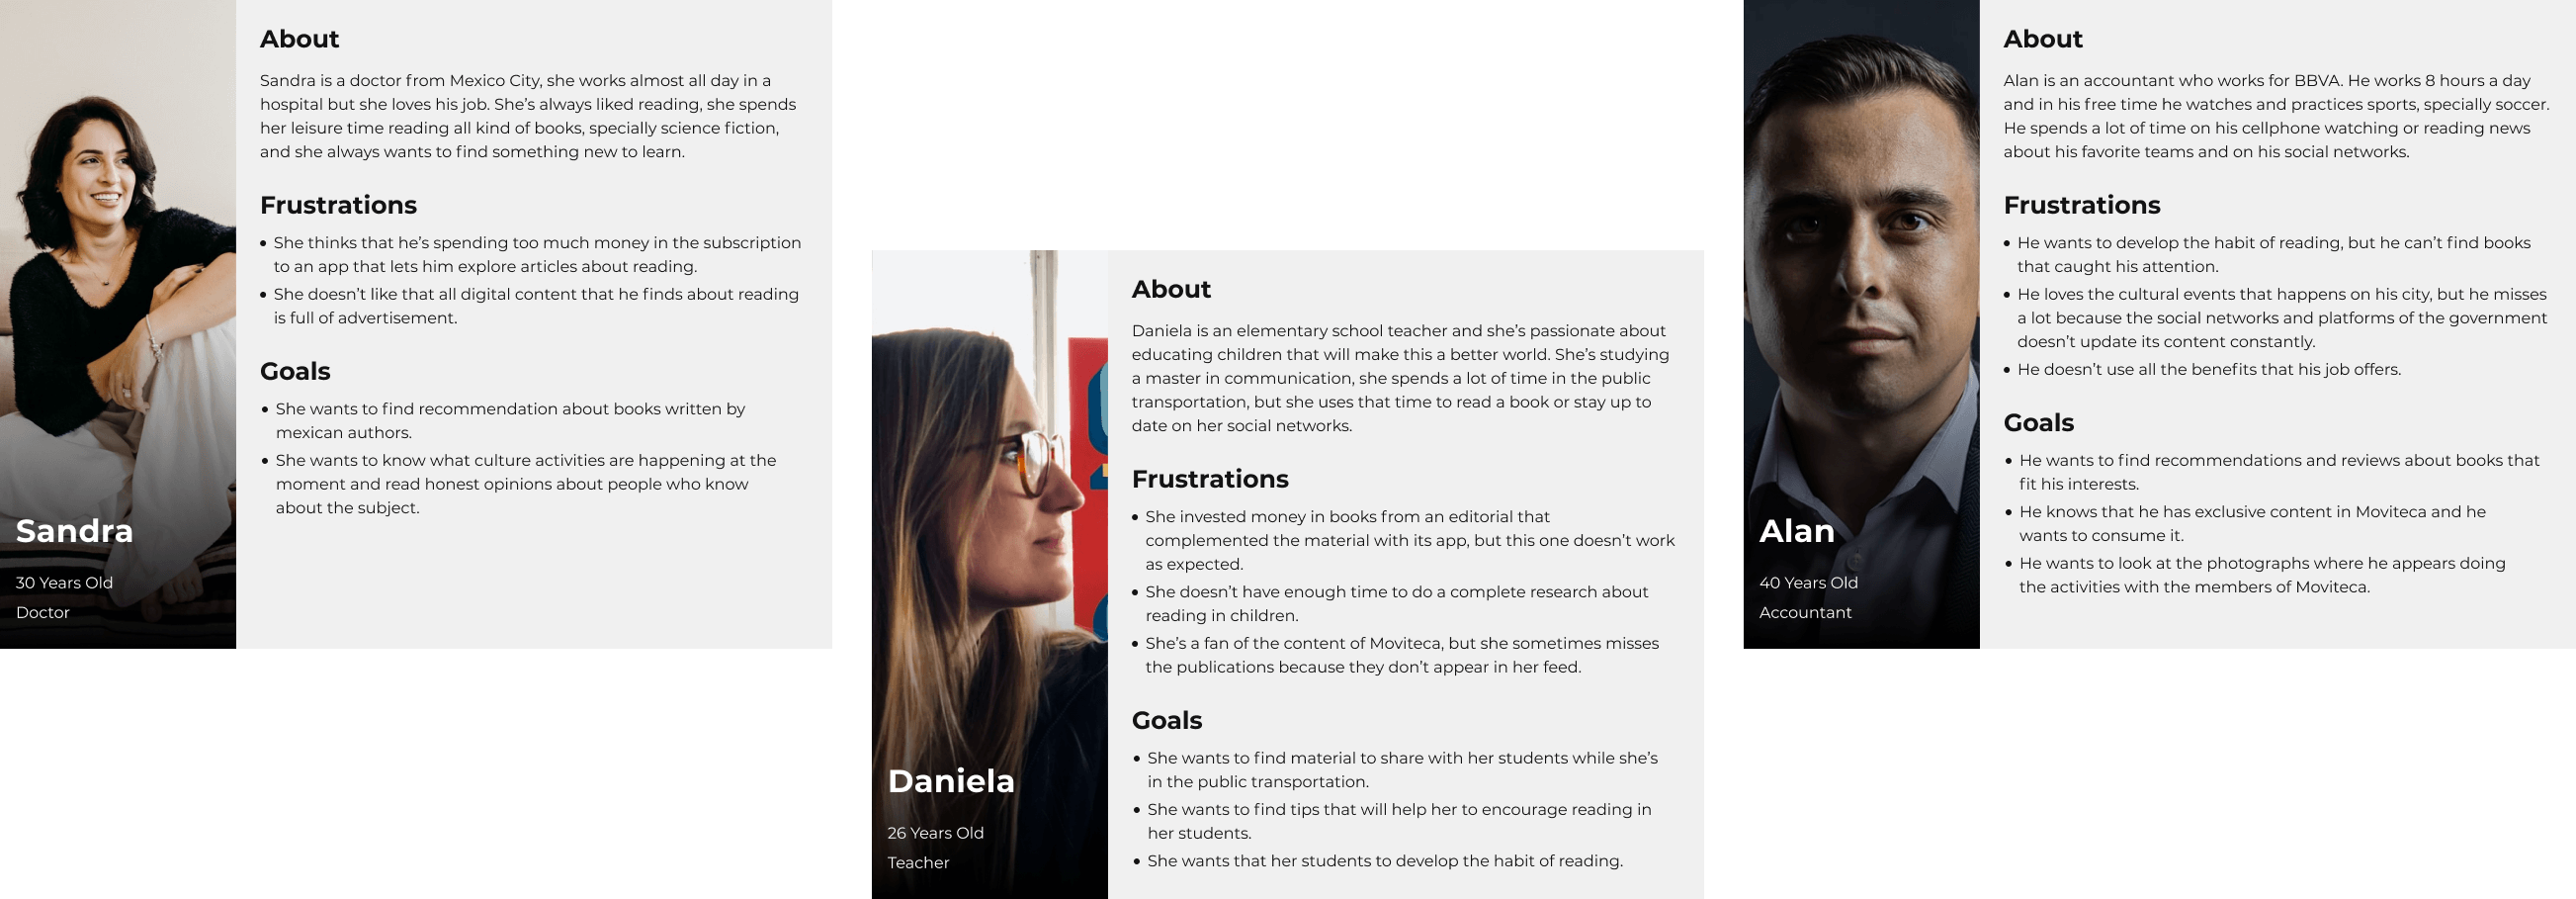 Sandra
30 Years Old
Doctor
About
Sandra is a doctor from Mexico City, she works almost all day in a
hospital but she loves his job. She's always liked reading, she spends
her leisure time reading all kind of books, specially science fiction,
and she always wants to find something new to learn.
Frustrations
• She thinks that he's spending too much money in the subscription
to an app that lets him explore articles about reading.
• She doesn't like that all digital content that he finds about reading
is full of advertisement.
Goals
• She wants to find recommendation about books written by
mexican authors.
• She wants to know what culture activities are happening at the
moment and read honest opinions about people who know
about the subject.
Daniela
26 Years Old
Teacher
About
Daniela is an elementary school teacher and she's passionate about
educating children that will make this a better world. She's studying
a master in communication, she spends a lot of time in the public
transportation, but she uses that time to read a book or stay up to
date on her social networks.
Frustrations
• She invested money in books from an editorial that
complemented the material with its app, but this one doesn't work
as expected.
• She doesn't have enough time to do a complete research about
reading in children.
• She's a fan of the content of Moviteca, but she sometimes misses
the publications because they don't appear in her feed.
Goals
• She wants to find material to share with her students while she's
in the public transportation.
• She wants to find tips that will help her to encourage reading in
her students.
• She wants that her students to develop the habit of reading.
Alan
40 Years Old
Accountant
About
Alan is an accountant who works for BBVA. He works 8 hours a day
and in his free time he watches and practices sports, specially soccer.
He spends a lot of time on his cellphone watching or reading news
about his favorite teams and on his social networks.
Frustrations
• He wants to develop the habit of reading, but he can't find books
that caught his attention.
• He loves the cultural events that happens on his city, but he misses
a lot because the social networks and platforms of the government
doesn't update its content constantly.
• He doesn't use all the benefits that his job offers.
Goals
• He wants to find recommendations and reviews about books that
fit his interests.
• He knows that he has exclusive content in Moviteca and he
wants to consume it.
• He wants to look at the photographs where he appears doing
the activities with the members of Moviteca.